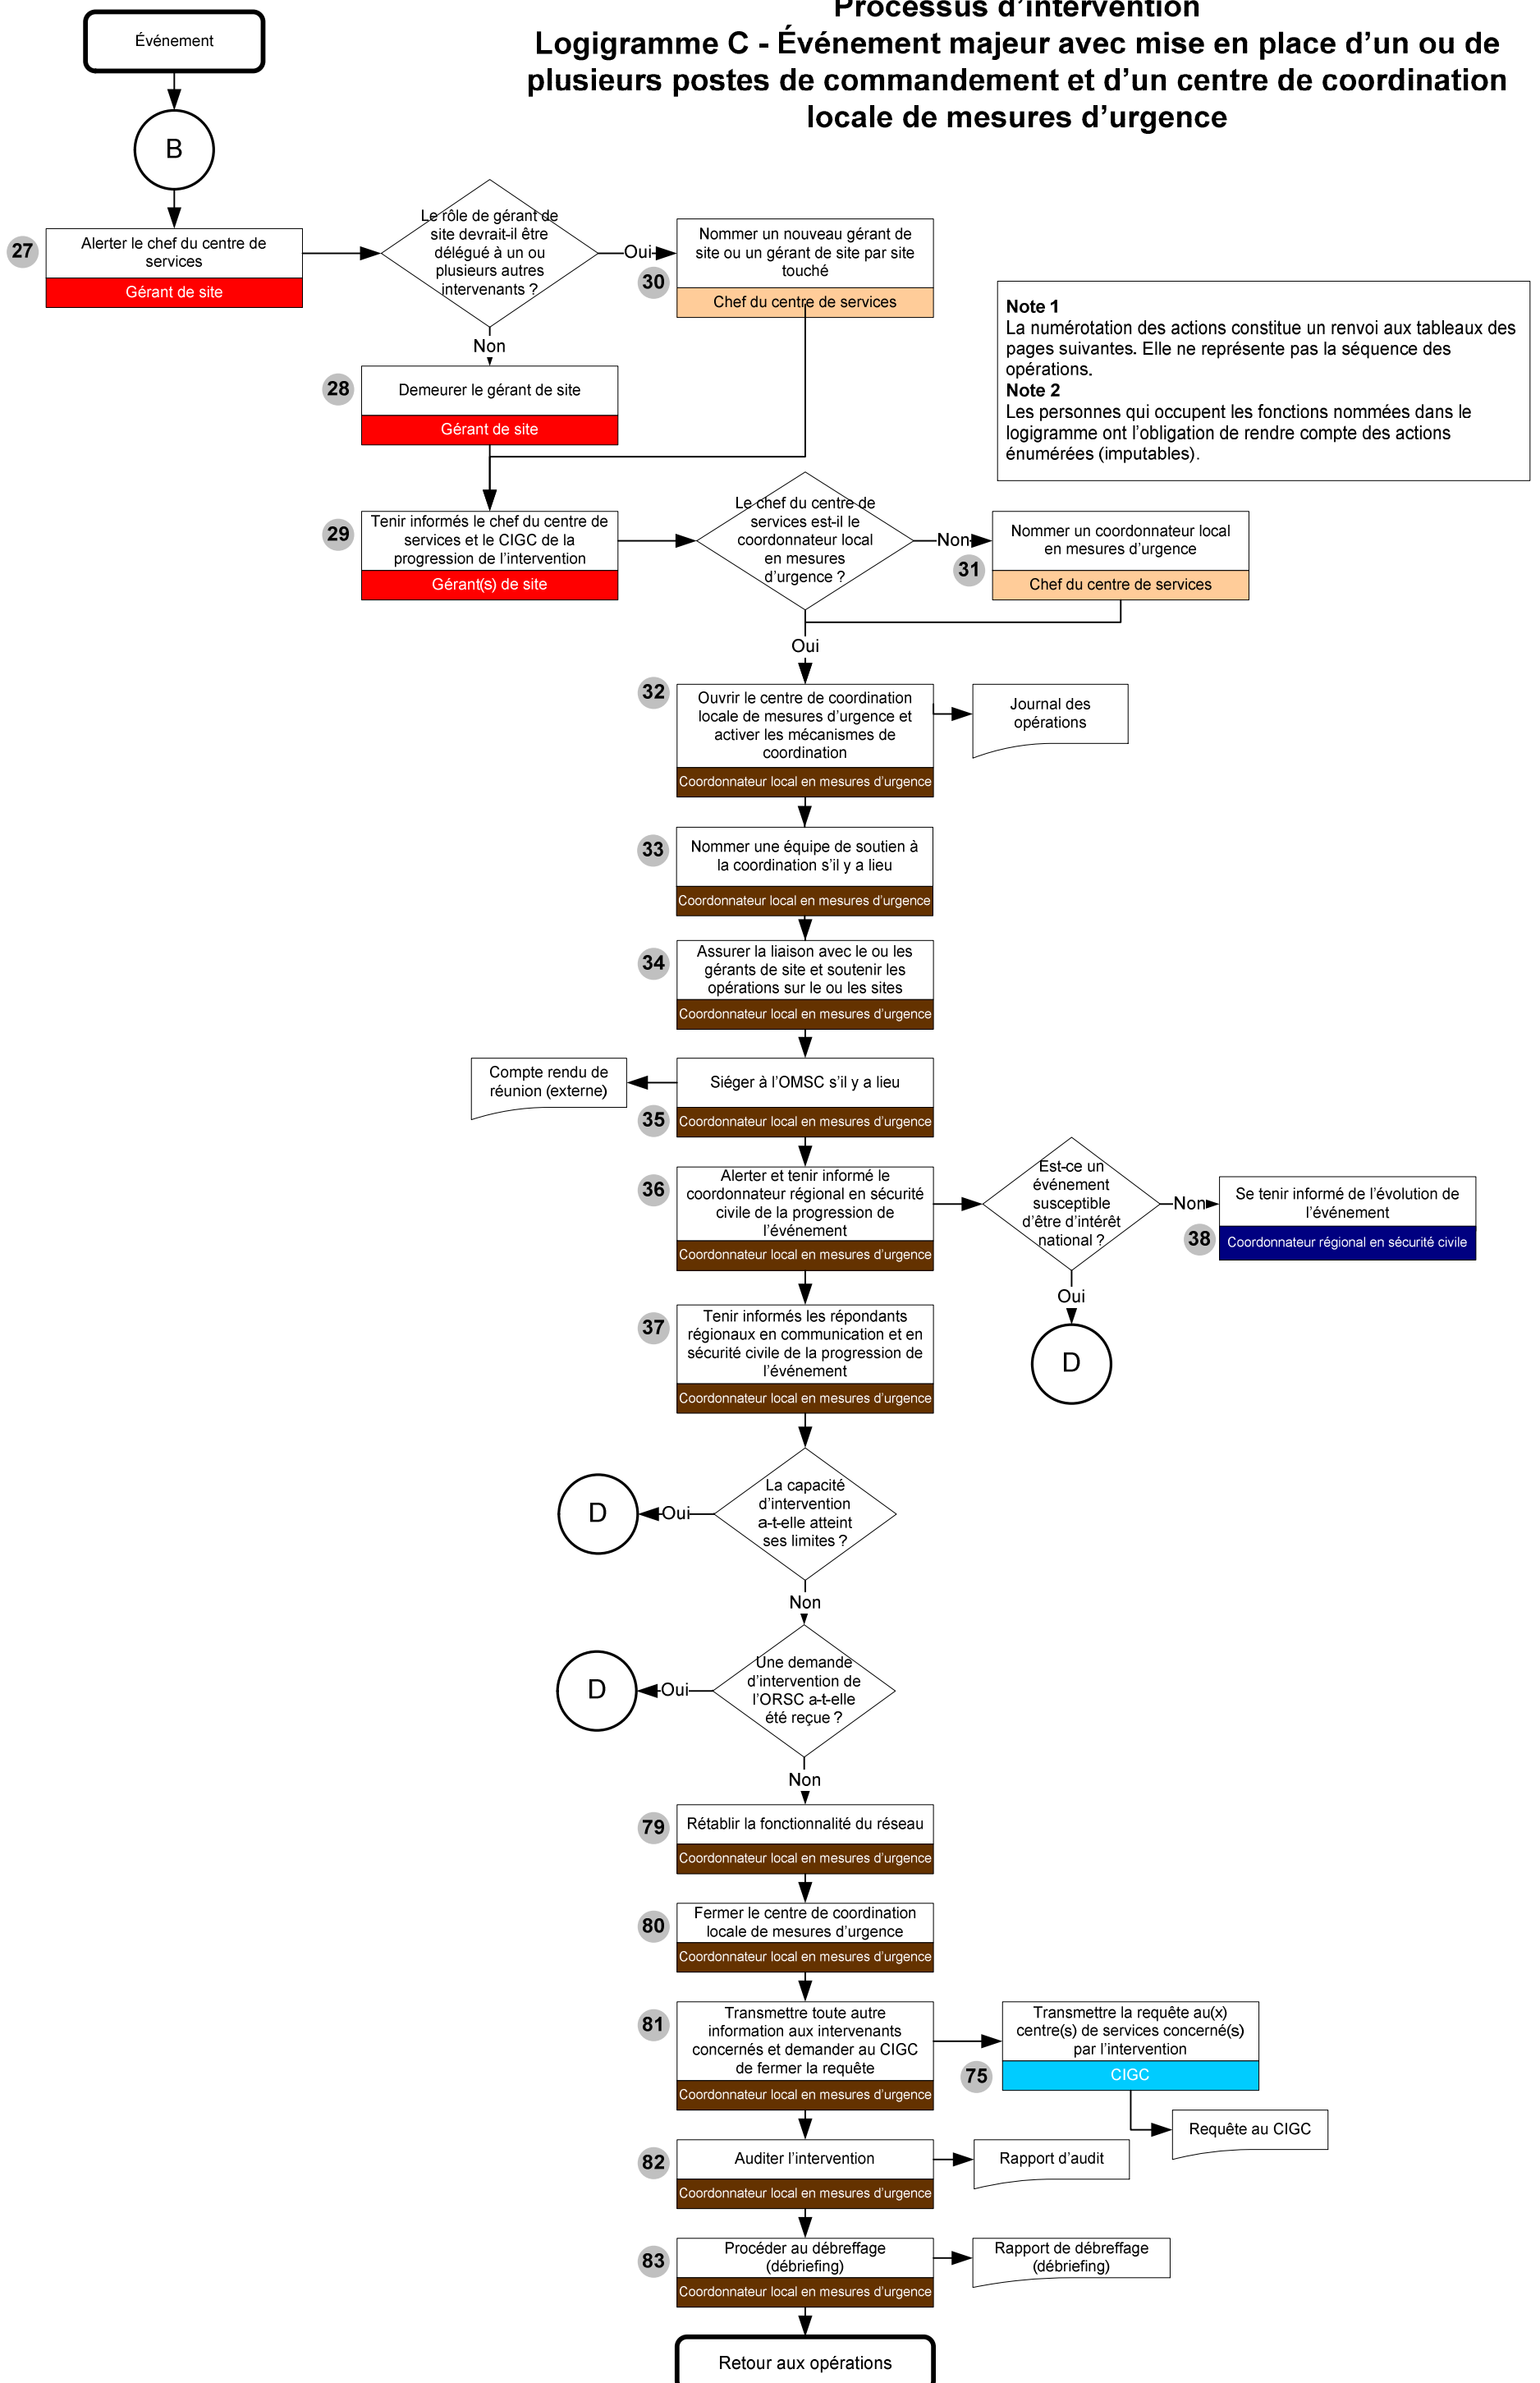 Processus d'intervention
Logigramme C - Événement majeur avec mise en place d'un ou de
plusieurs postes de commandement et d'un centre de coordination
locale de mesures d'urgence
Événement
B
27
Alerter le chef du centre de
services
Gérant de site
Le rôle de gérant de
site devrait-il être
délégué à un ou
plusieurs autres
intervenants ?
Oui
30
Nommer un nouveau gérant de
site ou un gérant de site par site
touché
Chef du centre de services
Non
28
Demeurer le gérant de site
Gérant de site
Note 1
La numérotation des actions constitue un renvoi aux tableaux des
pages suivantes. Elle ne représente pas la séquence des
opérations.
Note 2
Les personnes qui occupent les fonctions nommées dans le
logigramme ont l'obligation de rendre compte des actions
énumérées (imputables).
29
Tenir informés le chef du centre de
services et le CIGC de la
progression de l'intervention
Gérant(s) de site
Le chef du centre de
services est-il le
coordonnateur local
en mesures
d'urgence ?
Non
31
Nommer un coordonnateur local
en mesures d'urgence
Chef du centre de services
Oui
32
Ouvrir le centre de coordination
locale de mesures d'urgence et
activer les mécanismes de
coordination
Coordonnateur local en mesures d'urgence
Journal des
opérations
33
Nommer une équipe de soutien à
la coordination s'il y a lieu
Coordonnateur local en mesures d'urgence
34
Assurer la liaison avec le ou les
gérants de site et soutenir les
opérations sur le ou les sites
Coordonnateur local en mesures d'urgence
Compte rendu de
réunion (externe)
35
Siéger à l'OMSC s'il y a lieu
Coordonnateur local en mesures d'urgence
36
Alerter et tenir informé le
coordonnateur régional en sécurité
civile de la progression de
l'événement
Coordonnateur local en mesures d'urgence
Est-ce un
événement
susceptible
d'être d'intérêt
national ?
Non
38
Se tenir informé de l'évolution de
l'événement
Coordonnateur régional en sécurité civile
Oui
D
37
Tenir informés les répondants
régionaux en communication et en
sécurité civile de la progression de
l'événement
Coordonnateur local en mesures d'urgence
La capacité
d'intervention
a-t-elle atteint
ses limites ?
Oui
D
Non
Une demande
d'intervention de
l'ORSC a-t-elle
été reçue ?
Oui
D
Non
79
Rétablir la fonctionnalité du réseau
Coordonnateur local en mesures d'urgence
80
Fermer le centre de coordination
locale de mesures d'urgence
Coordonnateur local en mesures d'urgence
81
Transmettre toute autre
information aux intervenants
concernés et demander au CIGC
de fermer la requête
Coordonnateur local en mesures d'urgence
75
Transmettre la requête au(x)
centre(s) de services concerné(s)
par l'intervention
CIGC
Requête au CIGC
82
Auditer l'intervention
Coordonnateur local en mesures d'urgence
Rapport d'audit
83
Procéder au débreffage
(débriefing)
Coordonnateur local en mesures d'urgence
Rapport de débreffage
(débriefing)
Retour aux opérations